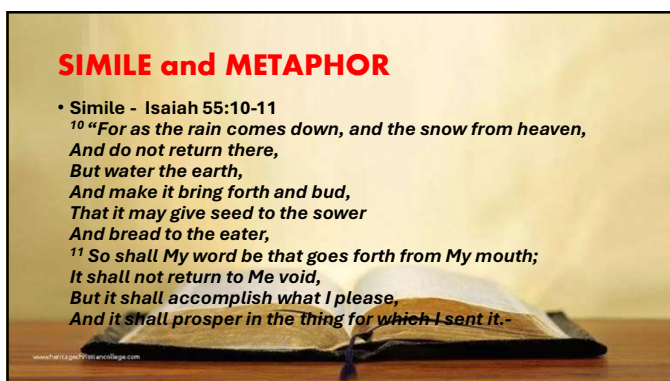 SIMILE and METAPHOR
• Simile - Isaiah 55:10-11
10 “For as the rain comes down, and the snow from heaven,
And do not return there,
But water the earth,
And make it bring forth and bud,
That it may give seed to the sower
And bread to the eater,
11 So shall My word be that goes forth from My mouth;
It shall not return to Me void,
But it shall accomplish what I please,
And it shall prosper in the thing for which I sent it.-
www.heritagechristiancollege.com